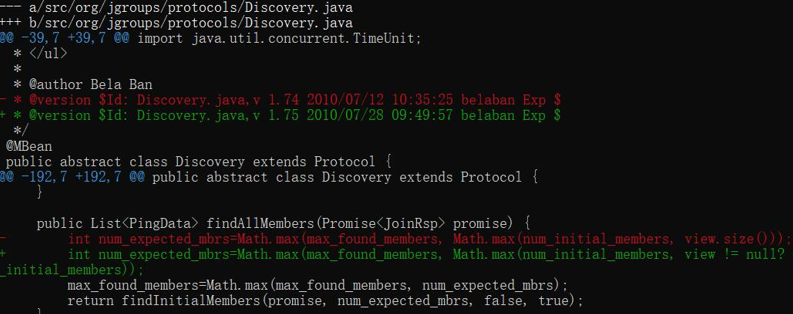 --- a/src/org/jgroups/protocols/Discovery.java
+++ b/src/org/jgroups/protocols/Discovery.java
@@ -39,7 +39,7 @@ import java.util.concurrent.TimeUnit;
  * </ul>
  *
  * @author Bela Ban
- * @version $Id: Discovery.java,v 1.74 2010/07/12 10:35:25 belaban Exp $
+ * @version $Id: Discovery.java,v 1.75 2010/07/28 09:49:57 belaban Exp $
  */
 @MBean
 public abstract class Discovery extends Protocol {
@@ -192,7 +192,7 @@ public abstract class Discovery extends Protocol {
     }
     public List<PingData> findAllMembers(Promise<JoinRsp> promise) {
-        int num_expected_mbrs=Math.max(max_found_members, Math.max(num_initial_members, view.size()));
+        int num_expected_mbrs=Math.max(max_found_members, Math.max(num_initial_members, view != null?
_initial_members));
         max_found_members=Math.max(max_found_members, num_expected_mbrs);
         return findInitialMembers(promise, num_expected_mbrs, false, true);